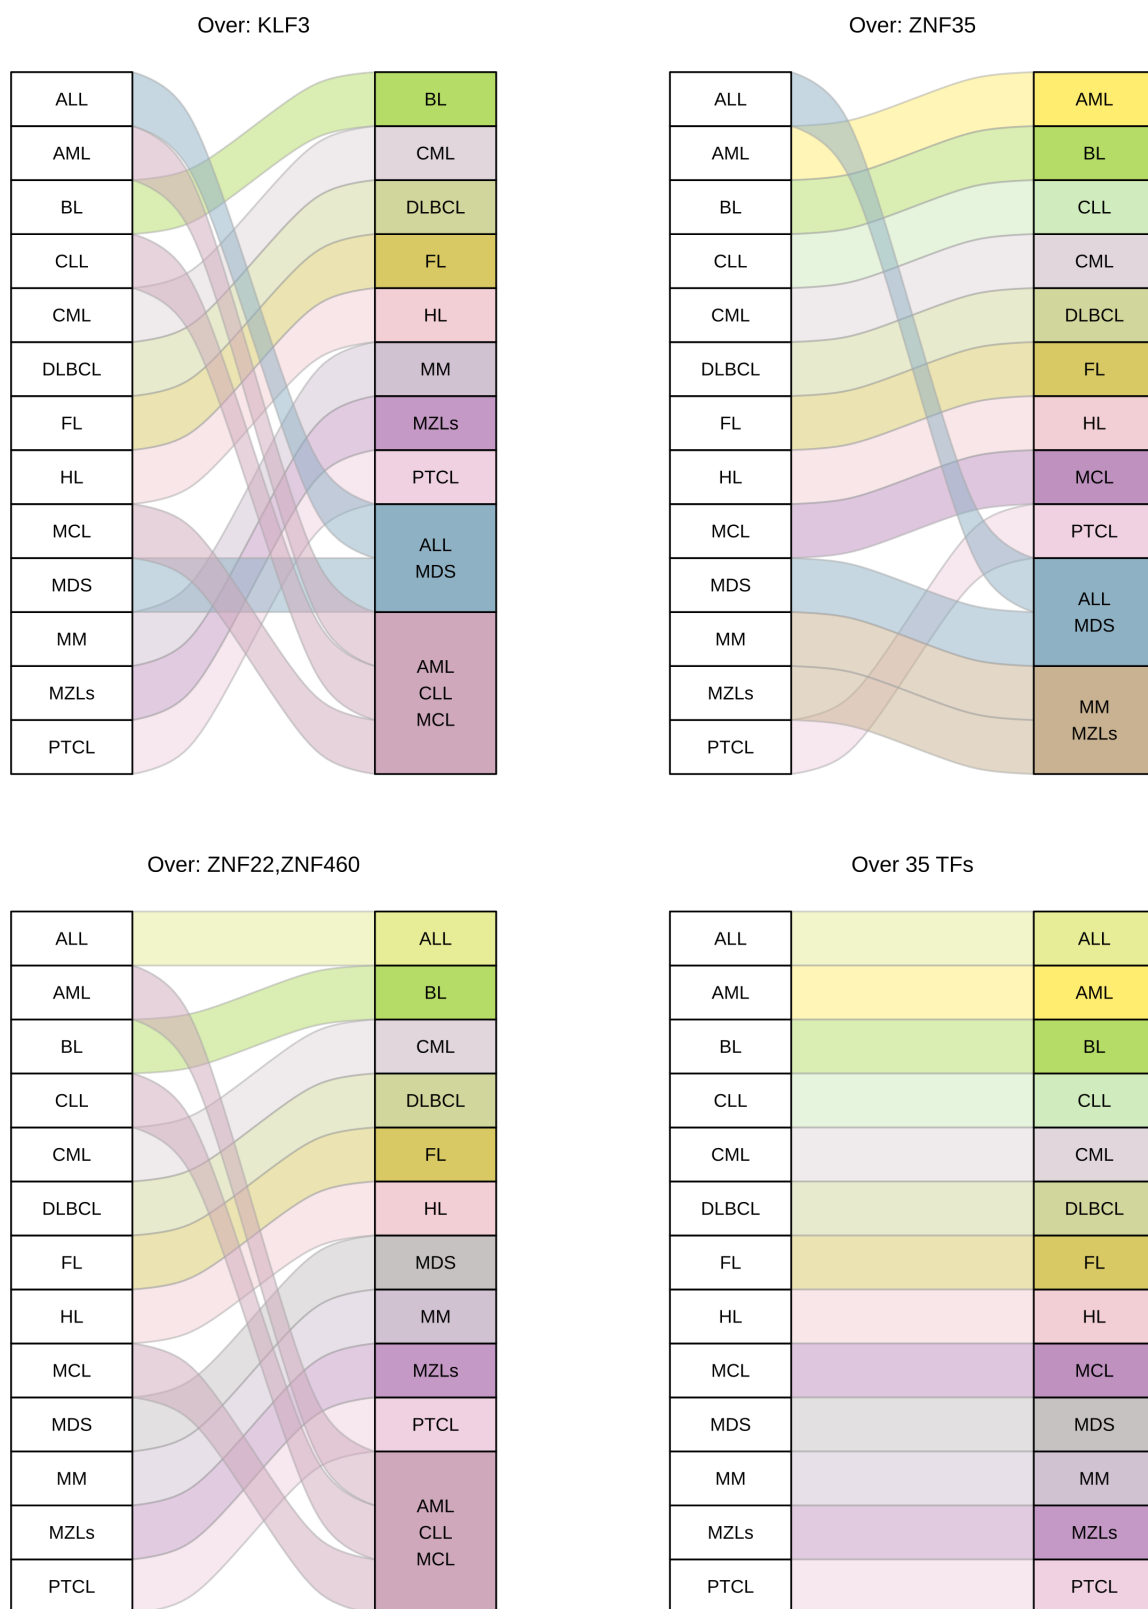 Over: KLF3
ALL
AML
BL
CLL
CML
DLBCL
FL
HL
MCL
MDS
MM
MZLs
PTCL
BL
CML
DLBCL
FL
HL
MM
MZLs
PTCL
ALL
MDS
AML
CLL
MCL
Over: ZNF35
ALL
AML
BL
CLL
CML
DLBCL
FL
HL
MCL
MDS
MM
MZLs
PTCL
AML
BL
CLL
CML
DLBCL
FL
HL
MCL
PTCL
ALL
MDS
MM
MZLs
Over: ZNF22,ZNF460
ALL
AML
BL
CLL
CML
DLBCL
FL
HL
MCL
MDS
MM
MZLs
PTCL
ALL
BL
CML
DLBCL
FL
HL
MDS
MM
MZLs
PTCL
AML
CLL
MCL
Over 35 TFs
ALL
AML
BL
CLL
CML
DLBCL
FL
HL
MCL
MDS
MM
MZLs
PTCL
ALL
AML
BL
CLL
CML
DLBCL
FL
HL
MCL
MDS
MM
MZLs
PTCL